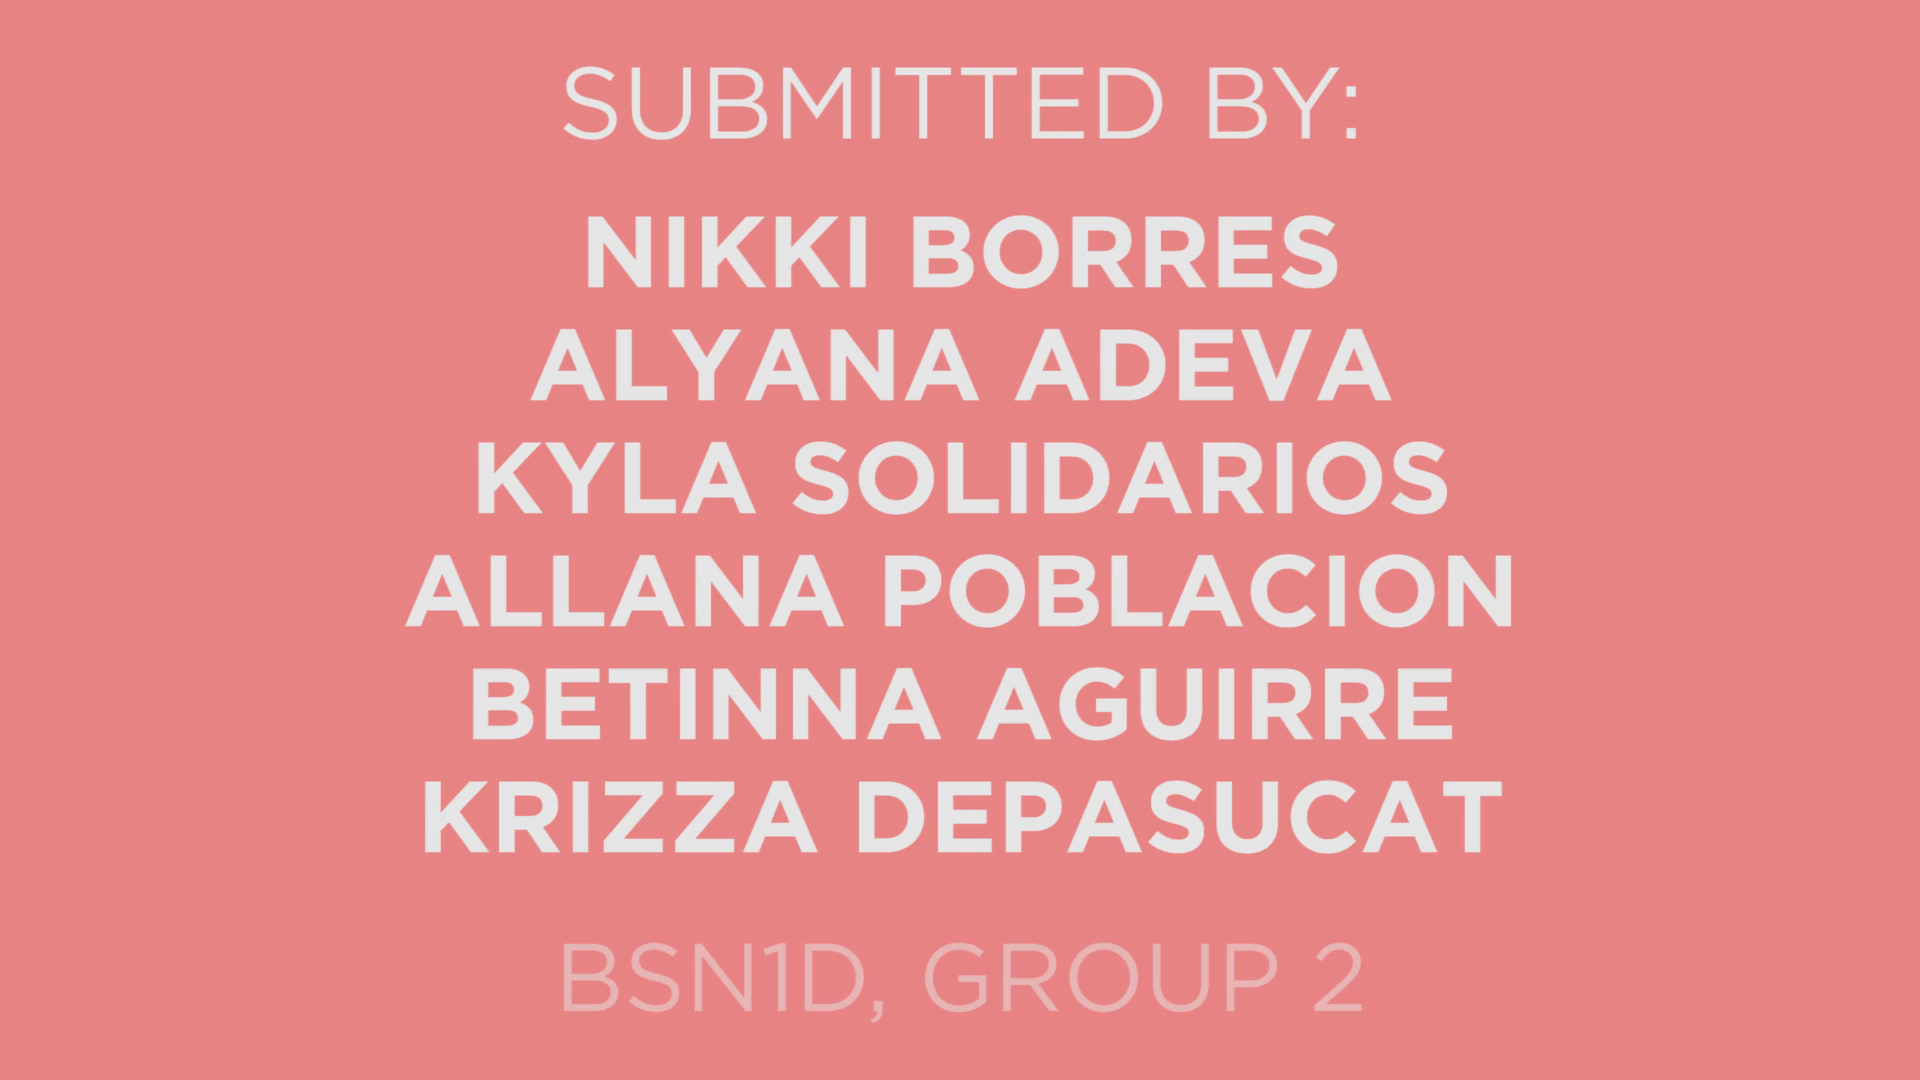 SUBMITTED BY:
NIKKI BORRES
ALYANA ADEVA
KYLA SOLIDARIOS
ALLANA POBLACION
BETINNA AGUIRRE
KRIZZA DEPASUCAT
BSN1D, GROUP 2